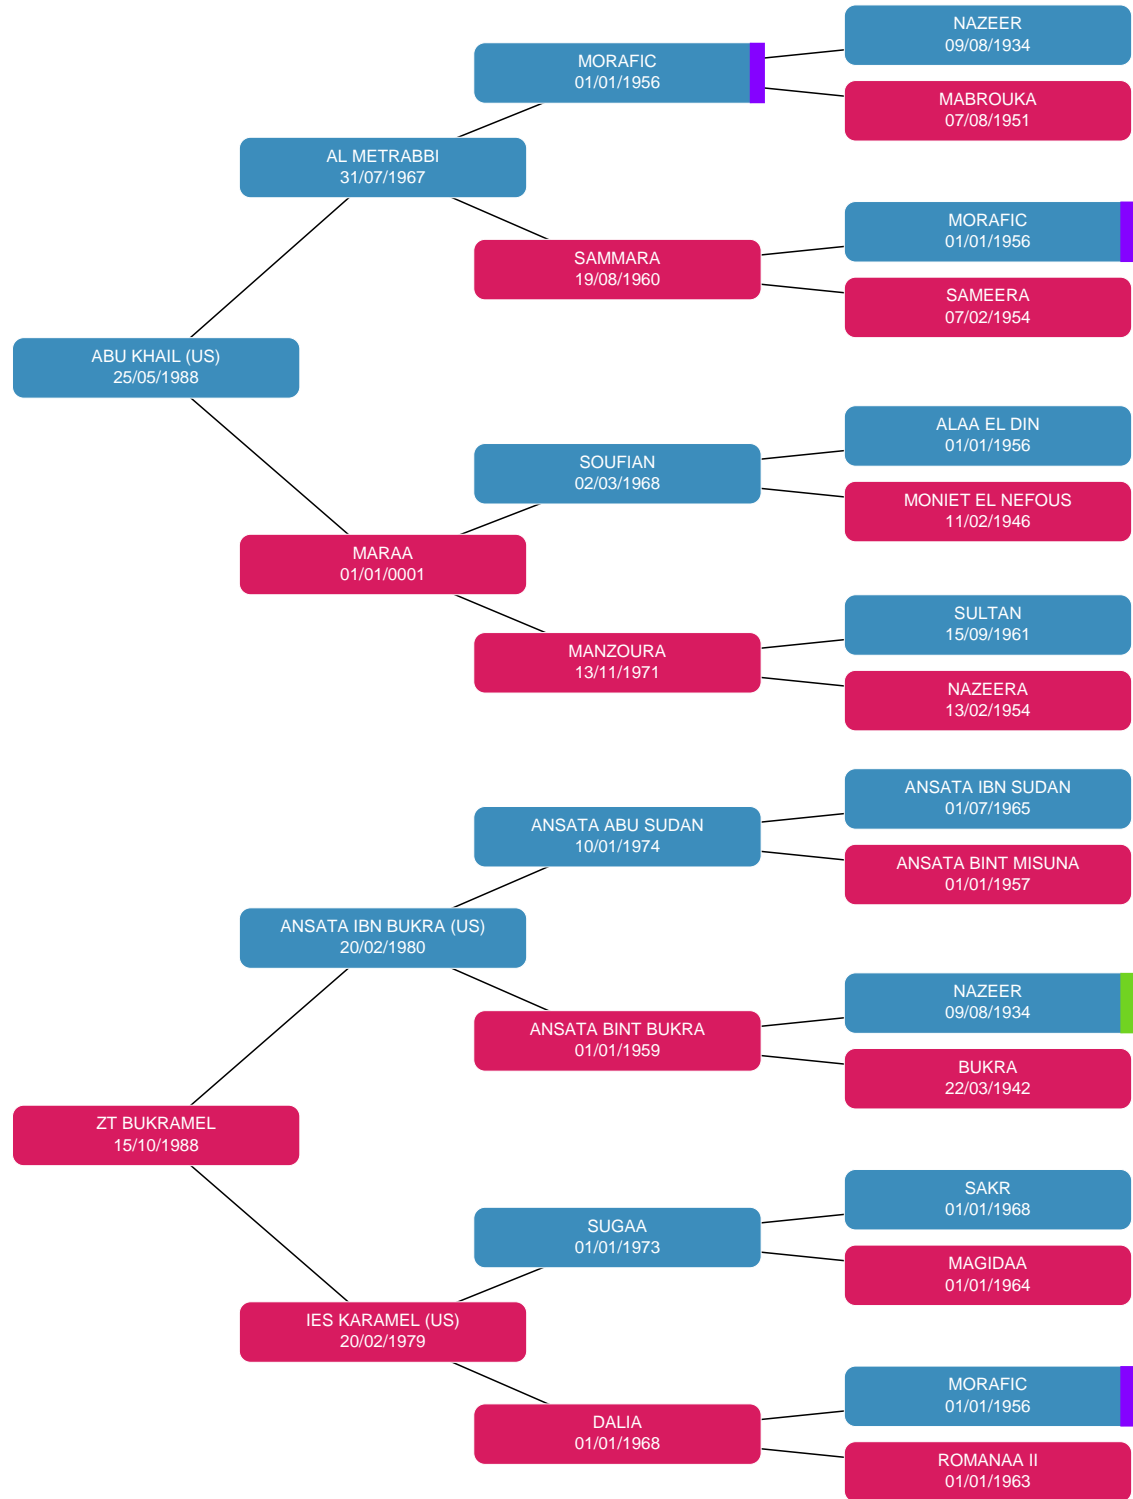 NAZEER
09/08/1934
MORAFIC
01/01/1956
MABROUKA
07/08/1951
AL METRABBI
31/07/1967
MORAFIC
01/01/1956
SAMMARA
19/08/1960
SAMEERA
07/02/1954
ABU KHAIL (US)
25/05/1988
ALAA EL DIN
01/01/1956
SOUFIAN
02/03/1968
MONIET EL NEFOUS
11/02/1946
MARAA
01/01/0001
SULTAN
15/09/1961
MANZOURA
13/11/1971
NAZEERA
13/02/1954
ANSATA IBN SUDAN
01/07/1965
ANSATA ABU SUDAN
10/01/1974
ANSATA BINT MISUNA
01/01/1957
ANSATA IBN BUKRA (US)
20/02/1980
NAZEER
09/08/1934
ANSATA BINT BUKRA
01/01/1959
BUKRA
22/03/1942
ZT BUKRAMEL
15/10/1988
SAKR
01/01/1968
SUGAA
01/01/1973
MAGIDAA
01/01/1964
IES KARAMEL (US)
20/02/1979
MORAFIC
01/01/1956
DALIA
01/01/1968
ROMANAA II
01/01/1963